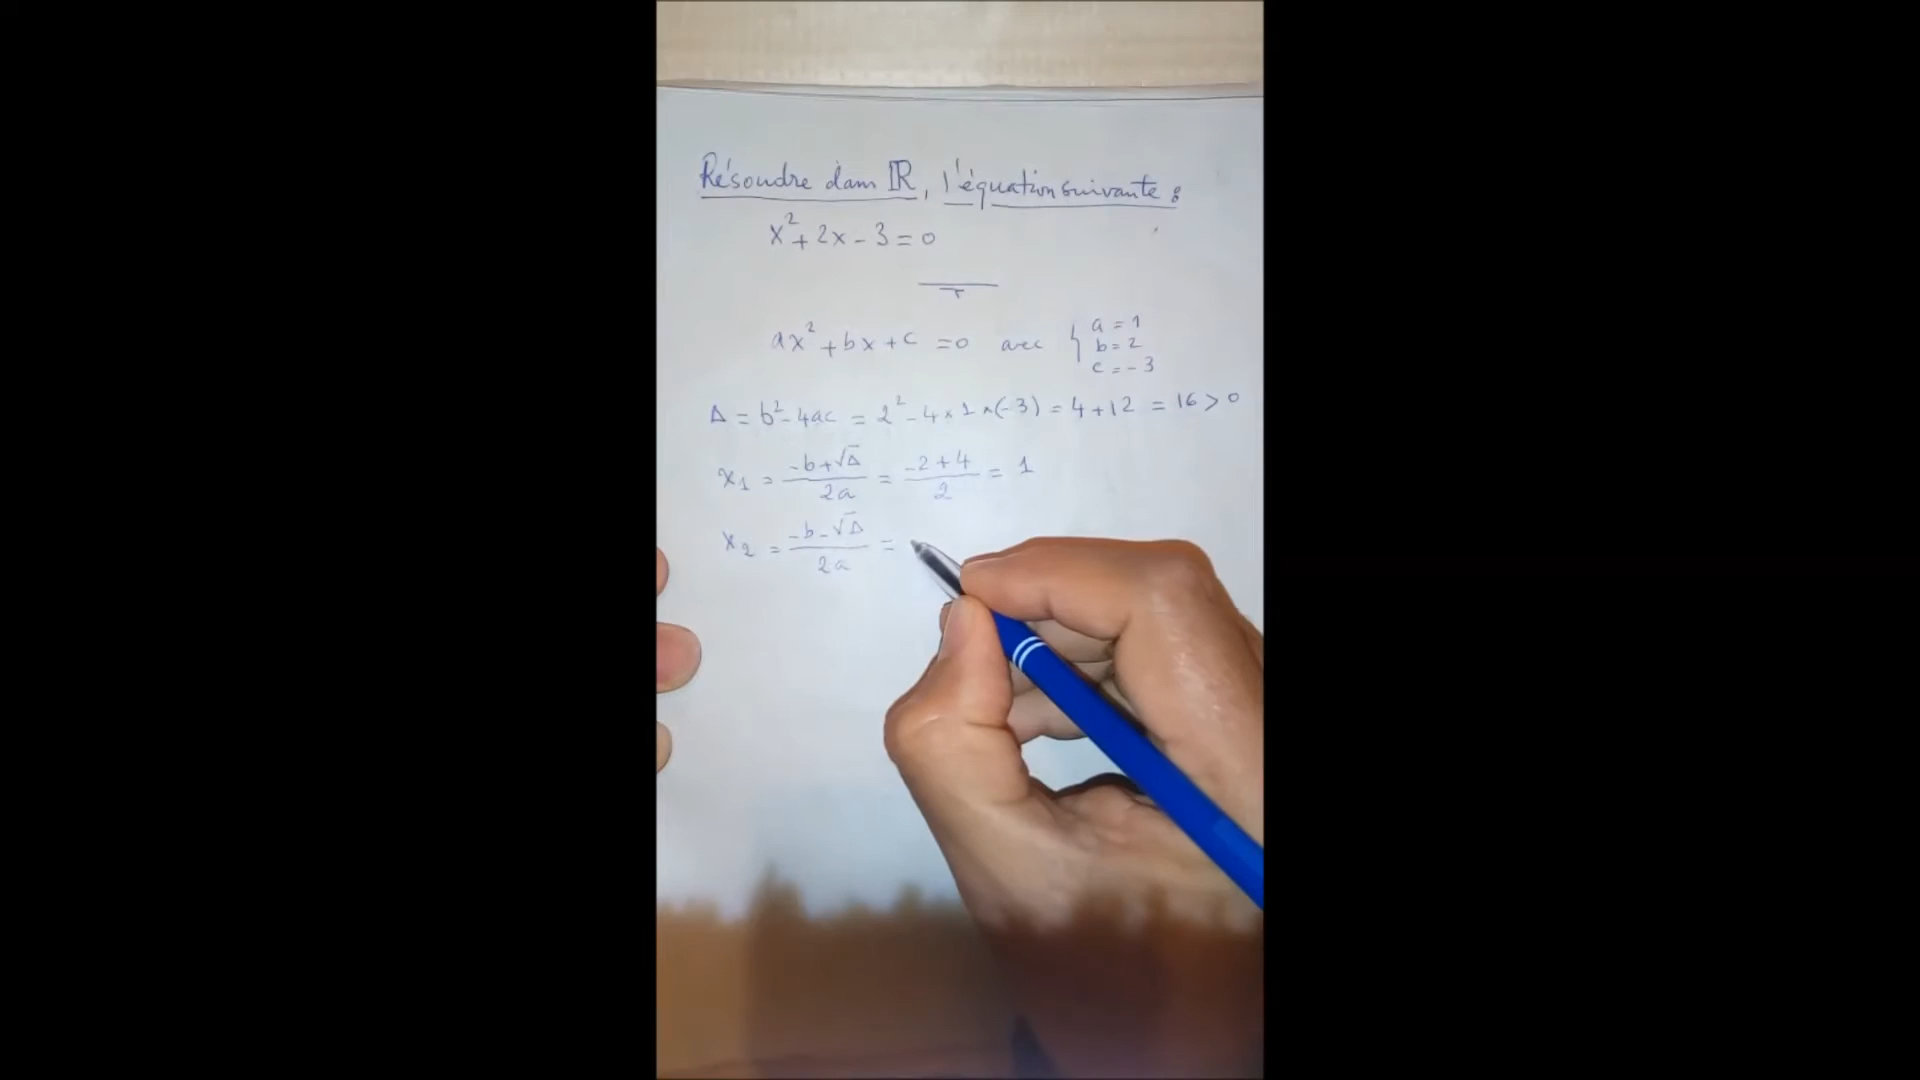 Résoudre dans ℝ, l'équation suivante :
x² + 2x - 3 = 0
ax² + bx + c = 0 avec { a = 1
b = 2
c = -3
Δ = b² - 4ac = 2² - 4 × 1 × (-3) = 4 + 12 = 16 > 0
x₁ = (-b + √Δ) / 2a = (-2 + 4) / 2 = 1
x₂ = (-b - √Δ) / 2a =